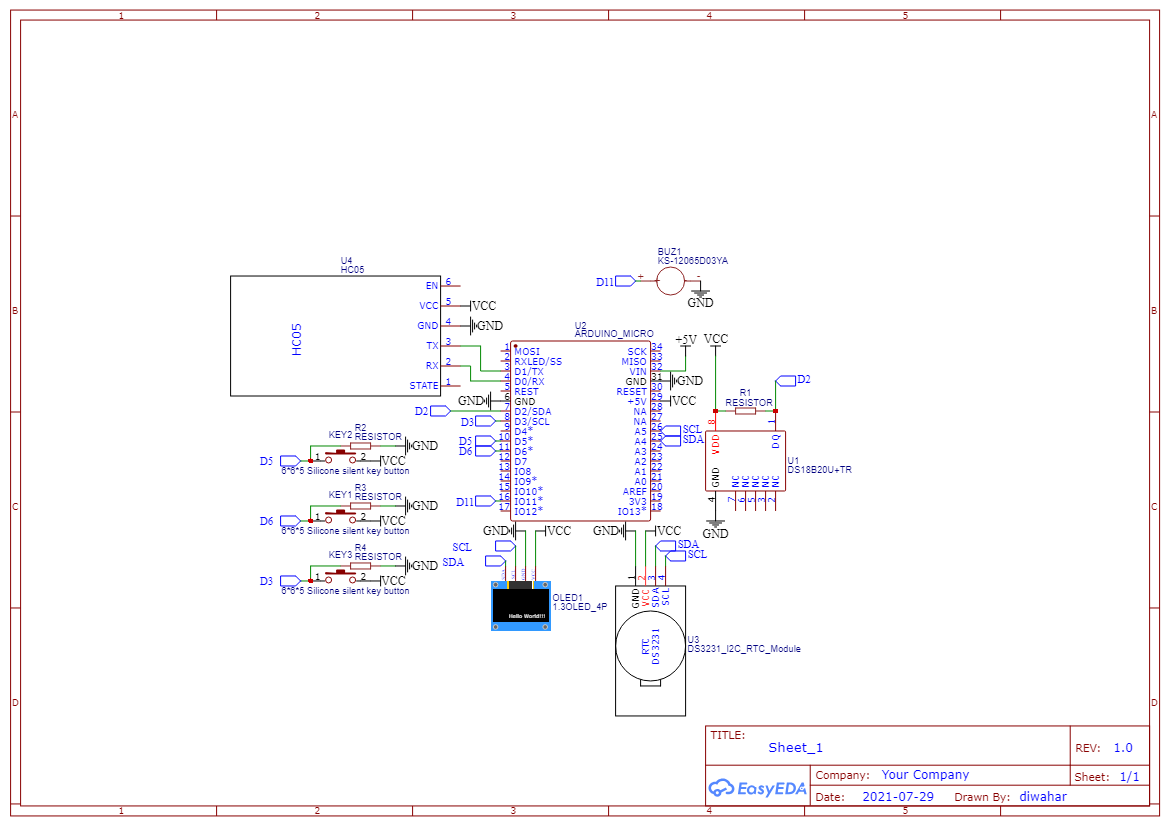 1 2 3 4 5
A A
B B
C C
D D
U4
HC05
HC05
EN 6
VCC 5 VCC
GND 4 GND
TX 3
RX 2
STATE 1
BUZ1
KS-12065D03YA
D11 + -
GND
U2
ARDUINO_MICRO
1 MOSI
2 RXLED/SS
3 D1/TX
4 D0/RX
5 REST
GND 6 GND
D2 7 D2/SDA
D3 8 D3/SCL
9 D4*
D5 10 D5*
D6 11 D6*
12 D7
13 IO8
14 IO9*
15 IO10*
D11 16 IO11*
17 IO12*
SCK 34
MISO 33
VIN 32
GND 31 GND
RESET 30
+5V 29 VCC
NA 28
NA 27
A5 26 SCL
A4 25 SDA
A3 24
A2 23
A1 22
A0 21
AREF 20
3V3 19
IO13* 18
+5V VCC
D2
R1
RESISTOR
8 1
VDD DQ
U1
DS18B20U+TR
GND NC NC NC NC NC
4 7 6 5 3 2
GND
R2
KEY2 RESISTOR
GND
D5 1 2 VCC
6*6*5 Silicone silent key button
R3
KEY1 RESISTOR
GND
D6 1 2 VCC
6*6*5 Silicone silent key button
R4
KEY3 RESISTOR
GND
D3 1 2 VCC
6*6*5 Silicone silent key button
GND VCC
SCL
SDA
OLED1
1.3OLED_4P
Hello World!!!
GND VCC
SDA
SCL
1 2 3 4
GND VCC SDA SCL
RTC
DS3231
U3
DS3231_I2C_RTC_Module
TITLE:
Sheet_1
REV: 1.0
EasyEDA
Company: Your Company
Sheet: 1/1
Date: 2021-07-29 Drawn By: diwahar
1 2 3 4 5